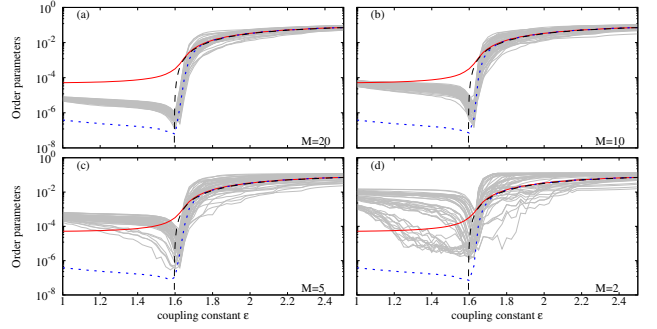 (a)
(b)
10^0
10^-2
10^-4
10^-6
10^-8
Order parameters
M=20
M=10
(c)
(d)
10^0
10^-2
10^-4
10^-6
10^-8
Order parameters
M=5
M=2
1 1.2 1.4 1.6 1.8 2 2.2 2.4
1 1.2 1.4 1.6 1.8 2 2.2 2.4
coupling constant ε
coupling constant ε